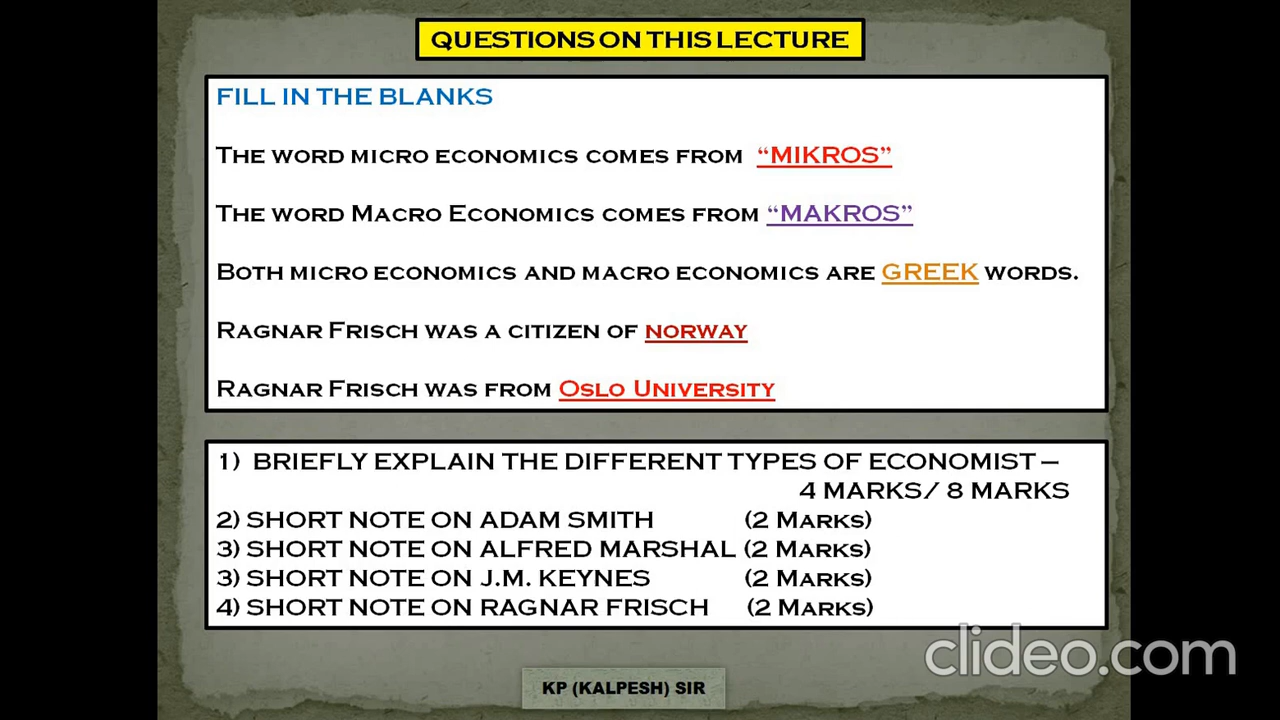 QUESTIONS ON THIS LECTURE
FILL IN THE BLANKS
THE WORD MICRO ECONOMICS COMES FROM "MIKROS"
THE WORD MACRO ECONOMICS COMES FROM "MAKROS"
BOTH MICRO ECONOMICS AND MACRO ECONOMICS ARE GREEK WORDS.
RAGNAR FRISCH WAS A CITIZEN OF NORWAY
RAGNAR FRISCH WAS FROM OSLO UNIVERSITY
1) BRIEFLY EXPLAIN THE DIFFERENT TYPES OF ECONOMIST –
4 MARKS/ 8 MARKS
2) SHORT NOTE ON ADAM SMITH (2 MARKS)
3) SHORT NOTE ON ALFRED MARSHAL (2 MARKS)
3) SHORT NOTE ON J.M. KEYNES (2 MARKS)
4) SHORT NOTE ON RAGNAR FRISCH (2 MARKS)
clideo.com
KP (KALPESH) SIR